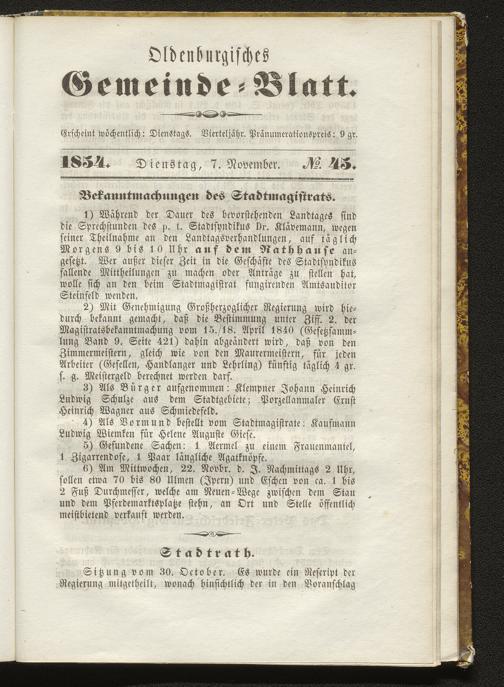 Oldenburgisches
Gemeinde-Blatt.
Erscheint wöchentlich: Dienstags. Vierteljähr. Pränumerationspreis: 9 gr.
1854. Dienstag, 7. November. № 45.
Bekanntmachungen des Stadtmagistrats.
1) Während der Dauer des bevorstehenden Landtages sind
die Sprechstunden des p. t. Stadtsyndikus Dr. Klävemann, wegen
seiner Theilnahme an den Landtagsverhandlungen, auf täglich
Morgens 9 bis 10 Uhr auf dem Rathhause an-
gesetzt. Wer außer dieser Zeit in die Geschäfte des Stadtsyndikus
fallende Mittheilungen zu machen oder Anträge zu stellen hat,
wolle sich an den beim Stadtmagistrat fungirenden Amtsauditor
Steinfeld wenden.
2) Mit Genehmigung Großherzoglicher Regierung wird hie-
durch bekannt gemacht, daß die Bestimmung unter Ziff. 2. der
Magistratsbekanntmachung vom 15./18. April 1840 (Gesetzsamm-
lung Band 9. Seite 421) dahin abgeändert wird, daß von den
Zimmermeistern, gleich wie von den Maurermeistern, für jeden
Arbeiter (Gesellen, Handlanger und Lehrling) künftig täglich 4 gr.
s. g. Meistergeld berechnet werden darf.
3) Als Bürger aufgenommen: Klempner Johann Heinrich
Ludwig Schulze aus dem Stadtgebiete; Porzellanmaler Ernst
Heinrich Wagner aus Schmiedefeld.
4) Als Vormund bestellt vom Stadtmagistrate: Kaufmann
Ludwig Wiemken für Helene Auguste Giese.
5) Gefundene Sachen: 1 Aermel zu einem Frauenmantel,
1 Zigarrendose, 1 Paar längliche Agatknöpfe.
6) Am Mittwochen, 22. Novbr. d. J. Nachmittags 2 Uhr,
sollen etwa 70 bis 80 Ulmen (Ipern) und Eschen von ca. 1 bis
2 Fuß Durchmesser, welche am Neuen-Wege zwischen dem Stau
und dem Pferdemarktsplatze stehn, an Ort und Stelle öffentlich
meistbietend verkauft werden.
Stadtrath.
Sitzung vom 30. October. Es wurde ein Rescript der
Regierung mitgetheilt, wonach hinsichtlich der in den Voranschlag